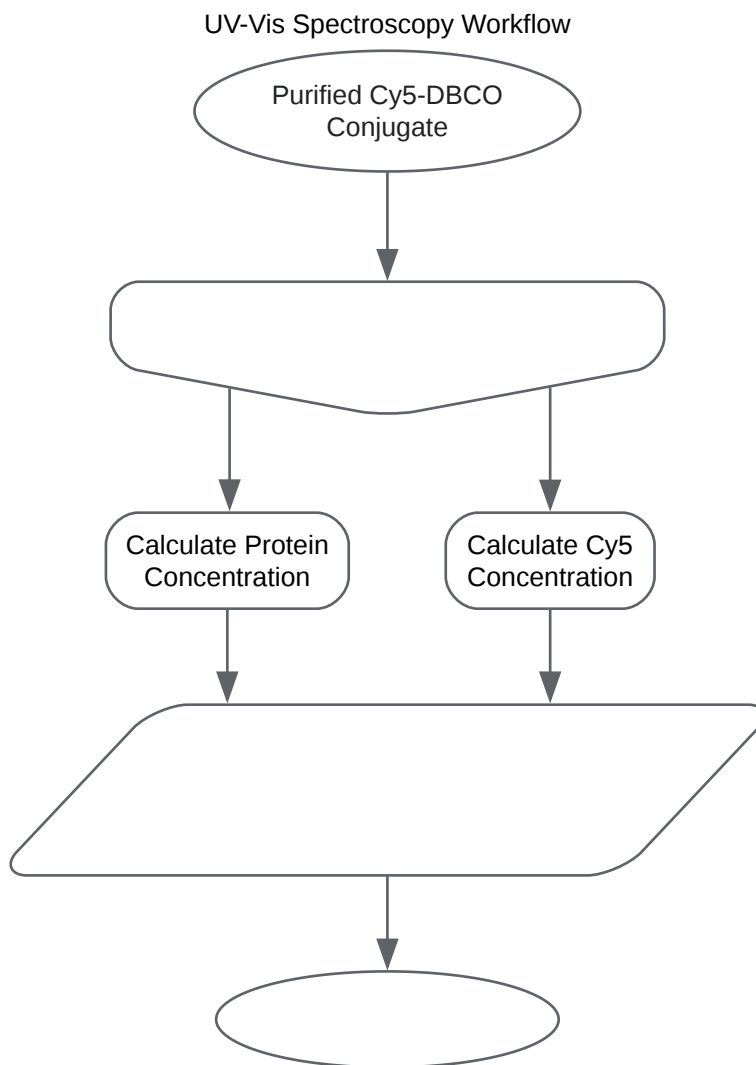 UV-Vis Spectroscopy Workflow
Purified Cy5-DBCO
Conjugate
Calculate Protein
Concentration
Calculate Cy5
Concentration